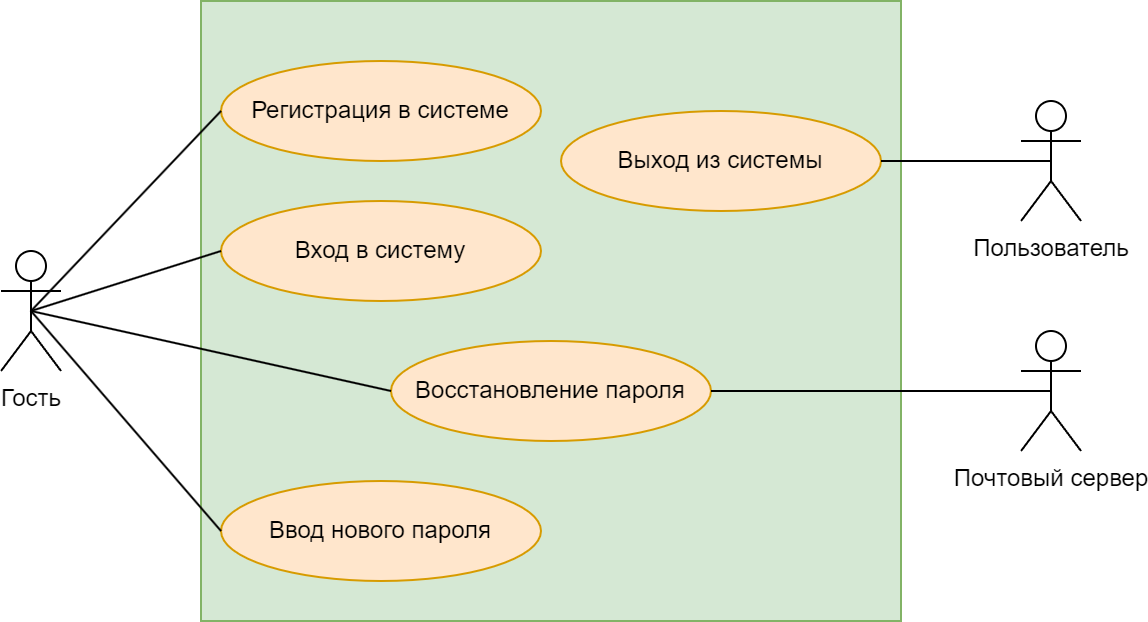 Регистрация в системе
Выход из системы
Вход в систему
Пользователь
Гость
Восстановление пароля
Почтовый сервер
Ввод нового пароля